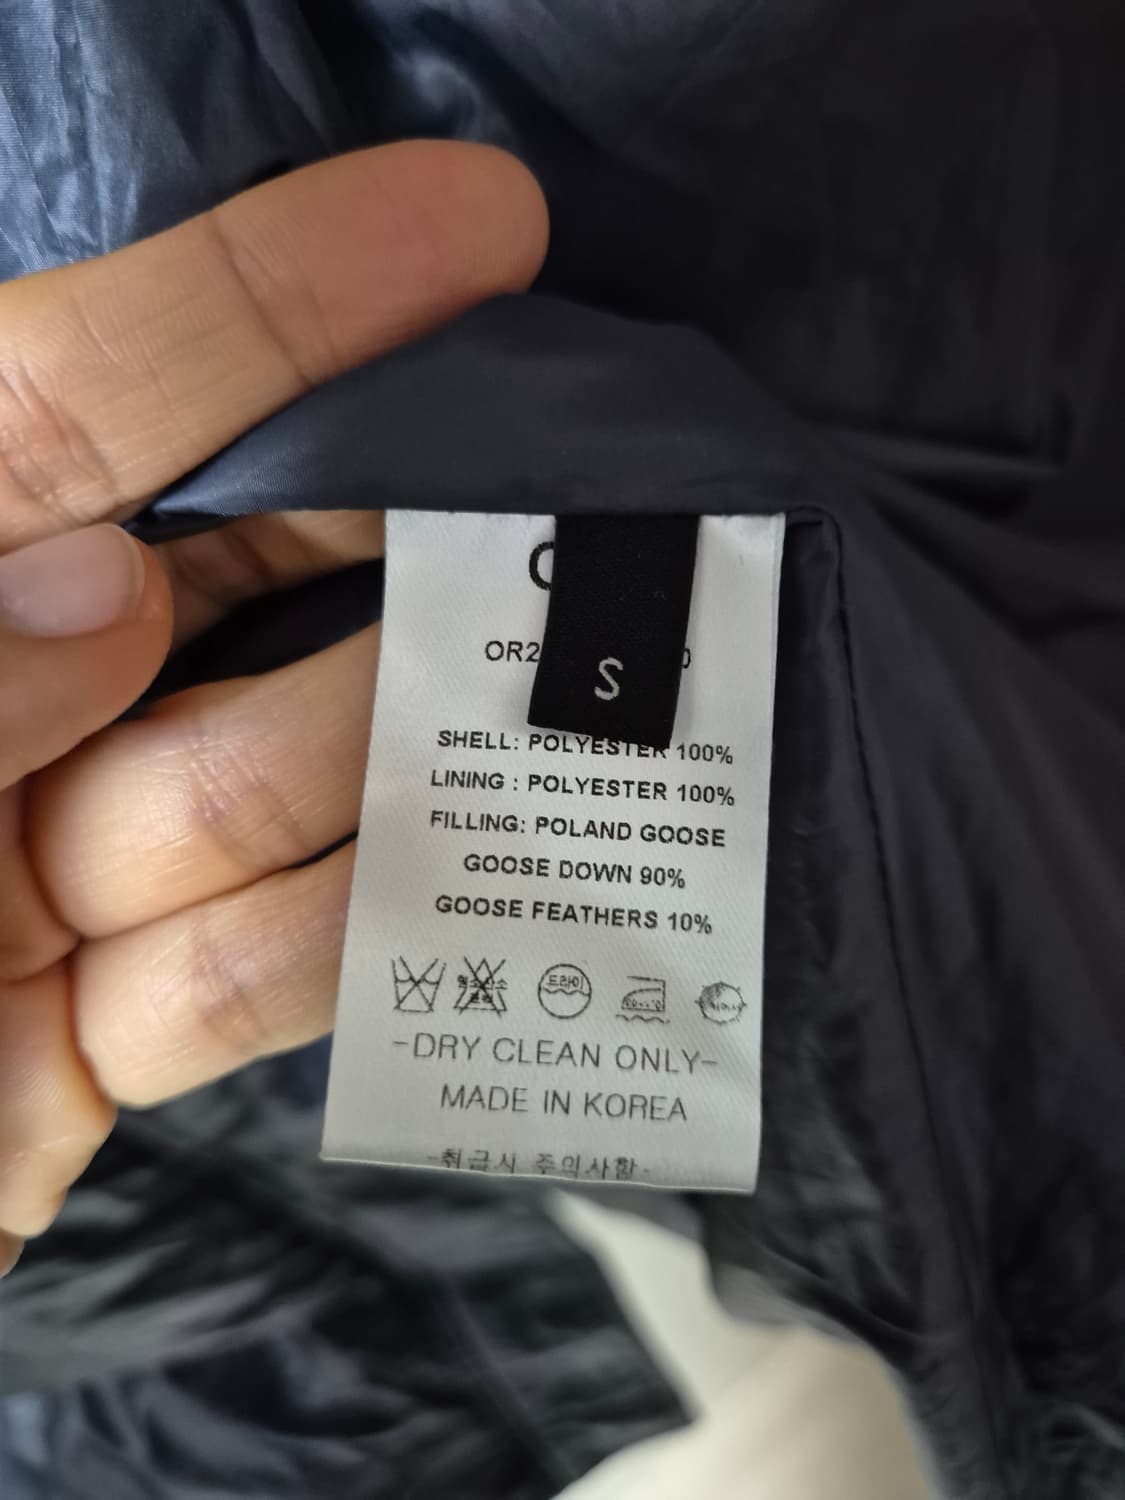 S
SHELL: POLYESTER 100%
LINING : POLYESTER 100%
FILLING: POLAND GOOSE
GOOSE DOWN 90%
GOOSE FEATHERS 10%
드라이
-DRY CLEAN ONLY-
MADE IN KOREA
-취급시 주의사항-